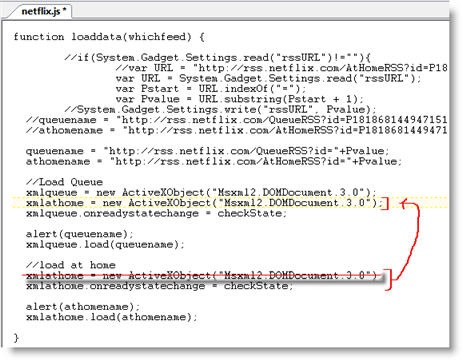 netflix.js *
function loaddata(whichfeed) {
//if(System.Gadget.Settings.read("rssURL")!=""){
//var URL = "http://rss.netflix.com/AtHomeRSS?id=P181
var URL = System.Gadget.Settings.read("rssURL");
var Pstart = URL.indexOf("=");
var Pvalue = URL.substring(Pstart + 1);
//System.Gadget.Settings.write("rssURL", Pvalue);
//queuename = "http://rss.netflix.com/QueueRSS?id=P181868144947151
//athomename = "http://rss.netflix.com/AtHomeRSS?id=P1818681449471
queuename = "http://rss.netflix.com/QueueRSS?id="+Pvalue;
athomename = "http://rss.netflix.com/AtHomeRSS?id="+Pvalue;
//Load Queue
xmlqueue = new ActiveXObject("Msxml2.DOMDocument.3.0");
xmlathome = new ActiveXObject("Msxml2.DOMDocument.3.0");
xmlqueue.onreadystatechange = checkState;
alert(queuename);
xmlqueue.load(queuename);
//load at home
xmlathome = new ActiveXObject("Msxml2.DOMDocument.3.0")
xmlathome.onreadystatechange = checkState;
alert(athomename);
xmlathome.load(athomename);
}